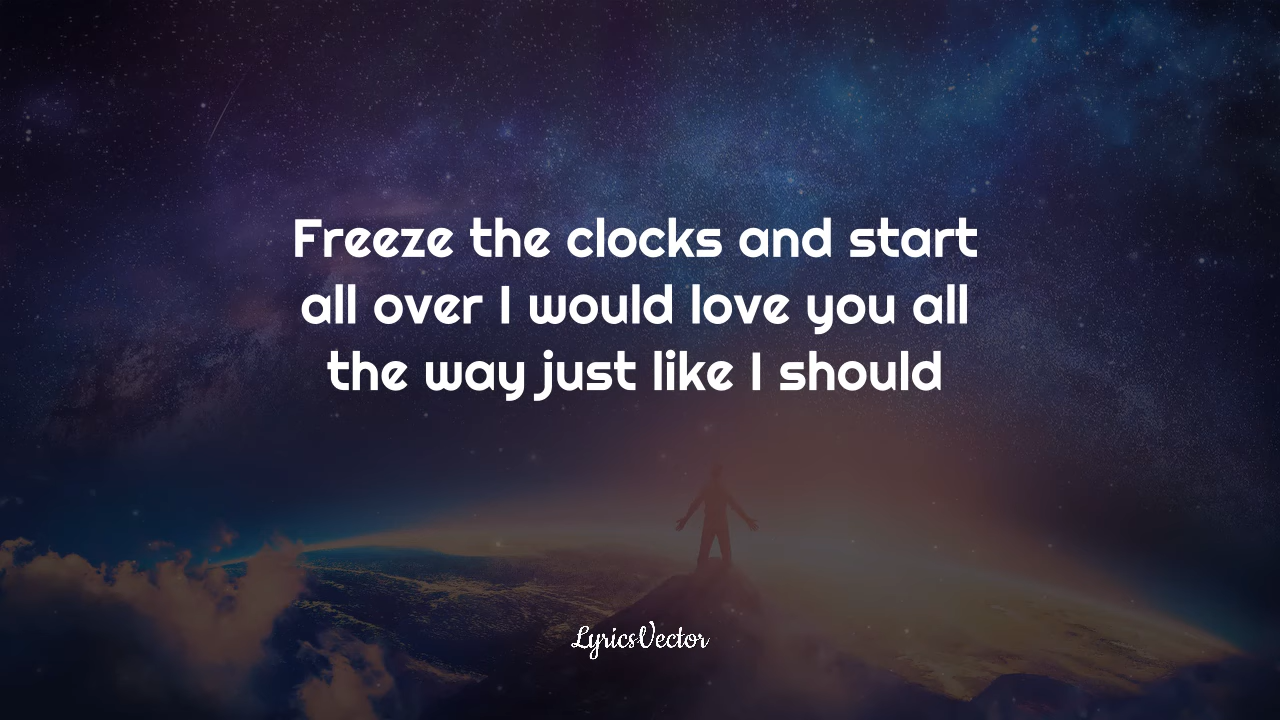 Freeze the clocks and start
all over I would love you all
the way just like I should
LyricsVector